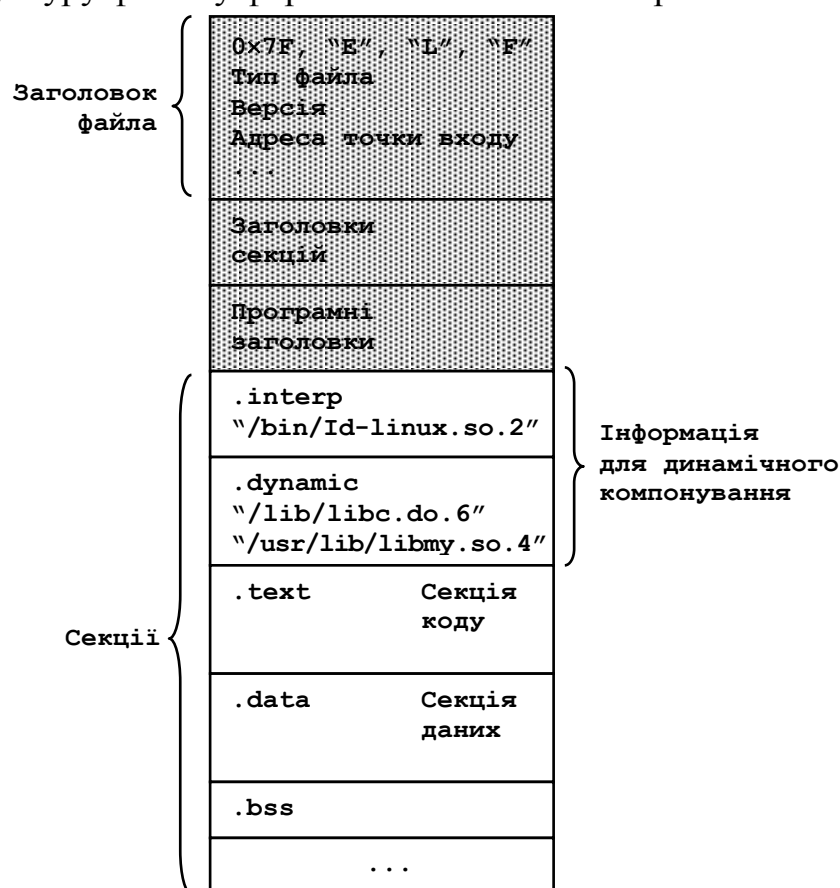 0×7F, “E”, “L”, “F”
Тип файла
Версія
Адреса точки входу
...
Заголовок
файла
Заголовки
секцій
Програмні
заголовки
.interp
“/bin/Id-linux.so.2”
.dynamic
“/lib/libc.do.6”
“/usr/lib/libmy.so.4”
Інформація
для динамічного
компонування
.text Секція
коду
Секції
.data Секція
даних
.bss
...